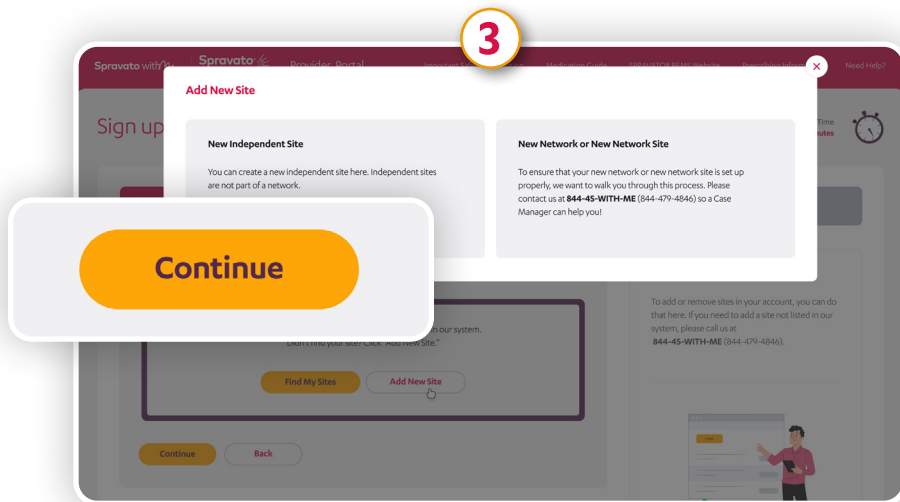 3
Spravato with Me
Spravato®
Provider Portal
Medication Guide
SPRAVATO® REMS Website
Need Help?
Add New Site
Sign up
Time
New Independent Site
You can create a new independent site here. Independent sites
are not part of a network.
New Network or New Network Site
To ensure that your new network or new network site is set up
properly, we want to walk you through this process. Please
contact us at 844-4S-WITH-ME (844-479-4846) so a Case
Manager can help you!
Continue
in our system.
Didn't find your site? Click "Add New Site."
Find My Sites
Add New Site
Continue
Back
To add or remove sites in your account, you can do
that here. If you need to add a site not listed in our
system, please call us at
844-4S-WITH-ME (844-479-4846).